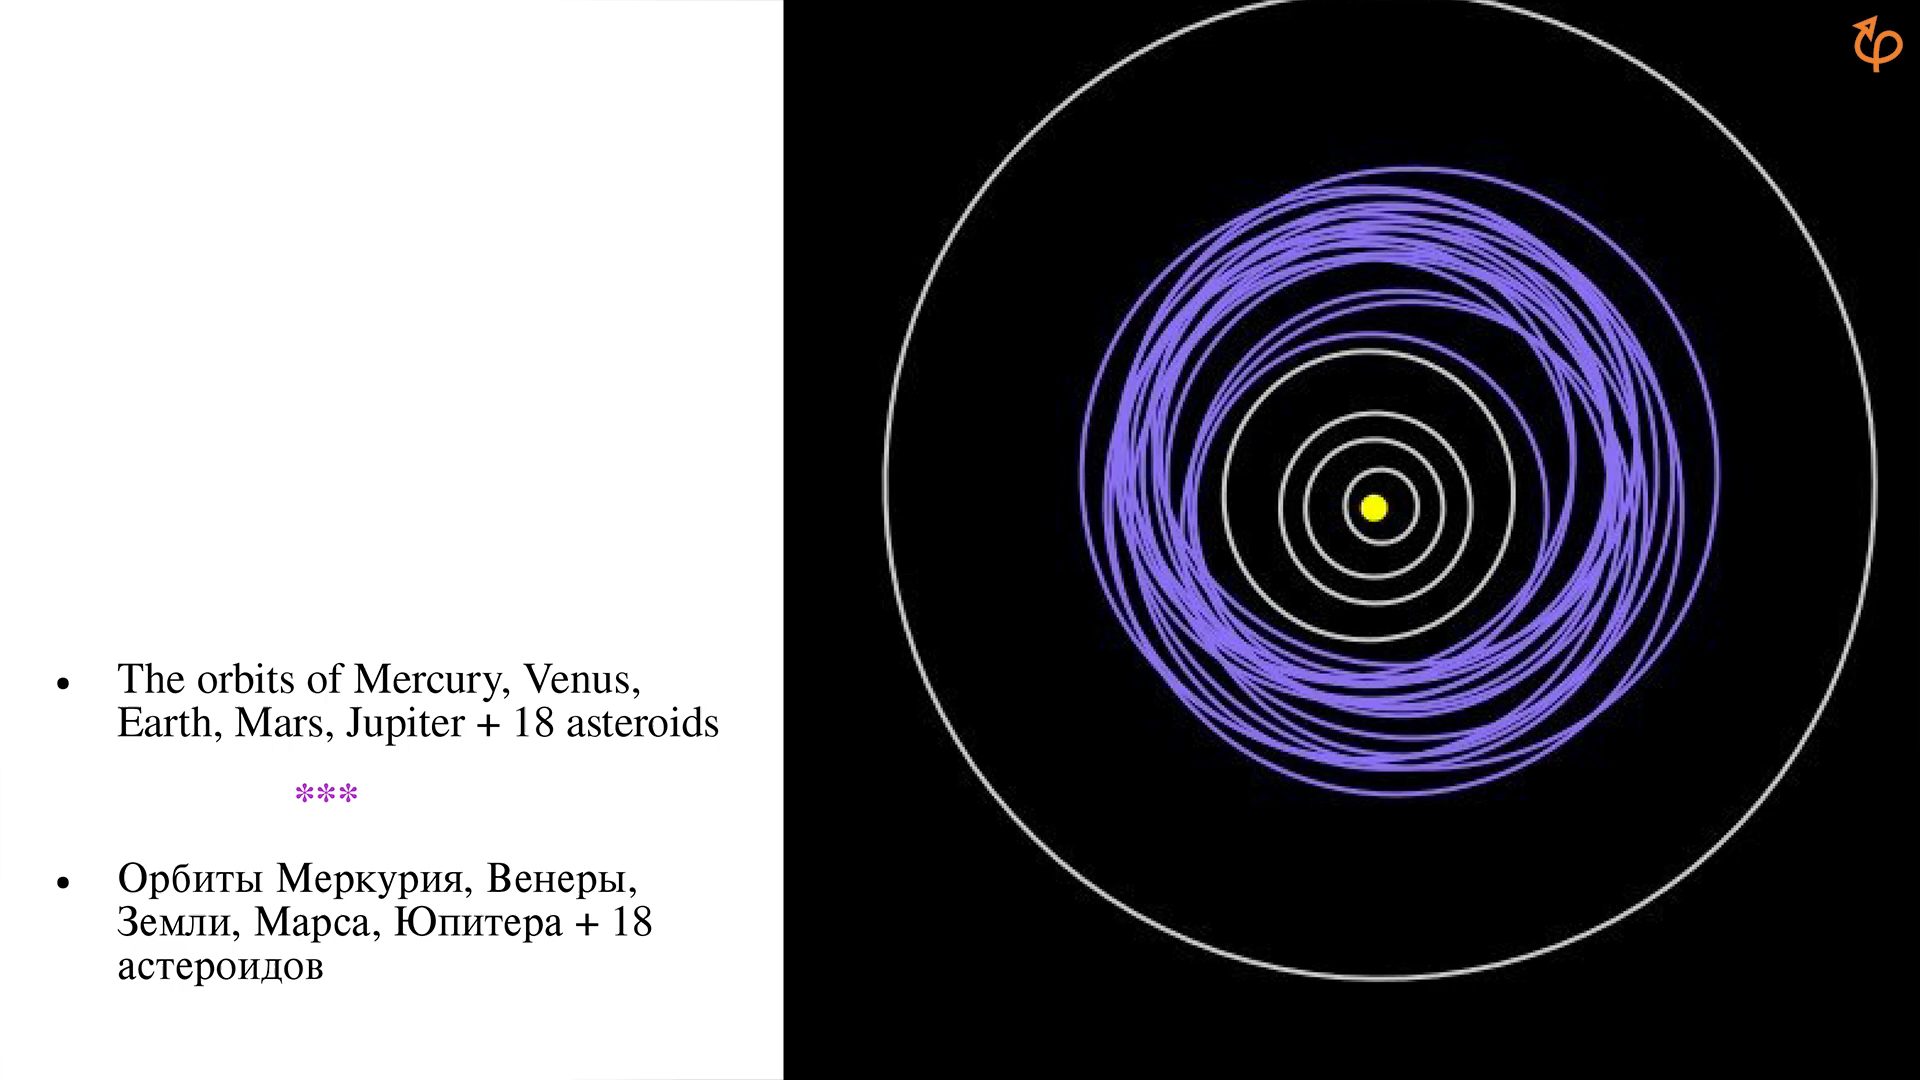 • The orbits of Mercury, Venus,
Earth, Mars, Jupiter + 18 asteroids
***
• Орбиты Меркурия, Венеры,
Земли, Марса, Юпитера + 18
астероидов